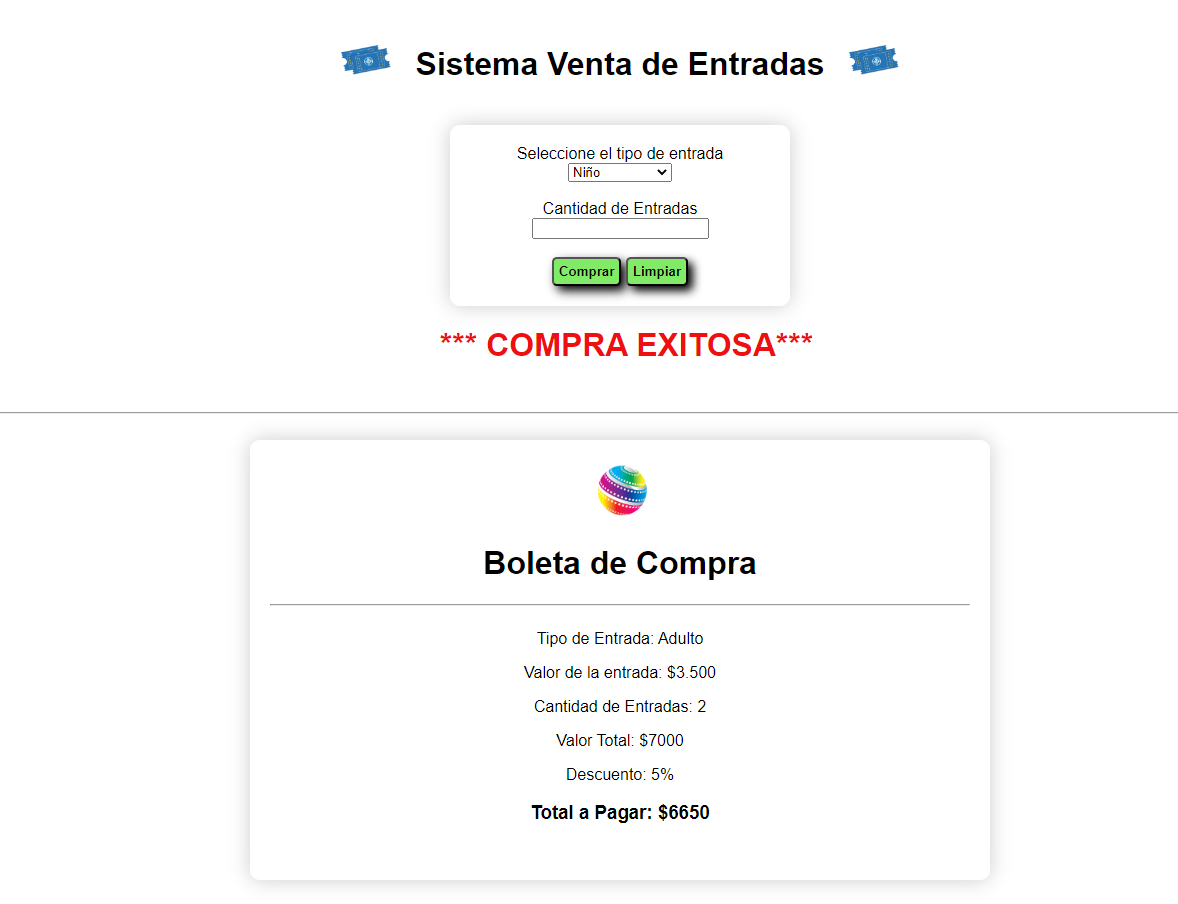 Sistema Venta de Entradas
Seleccione el tipo de entrada
Niño
Cantidad de Entradas
Comprar Limpiar
*** COMPRA EXITOSA***
Boleta de Compra
Tipo de Entrada: Adulto
Valor de la entrada: $3.500
Cantidad de Entradas: 2
Valor Total: $7000
Descuento: 5%
Total a Pagar: $6650